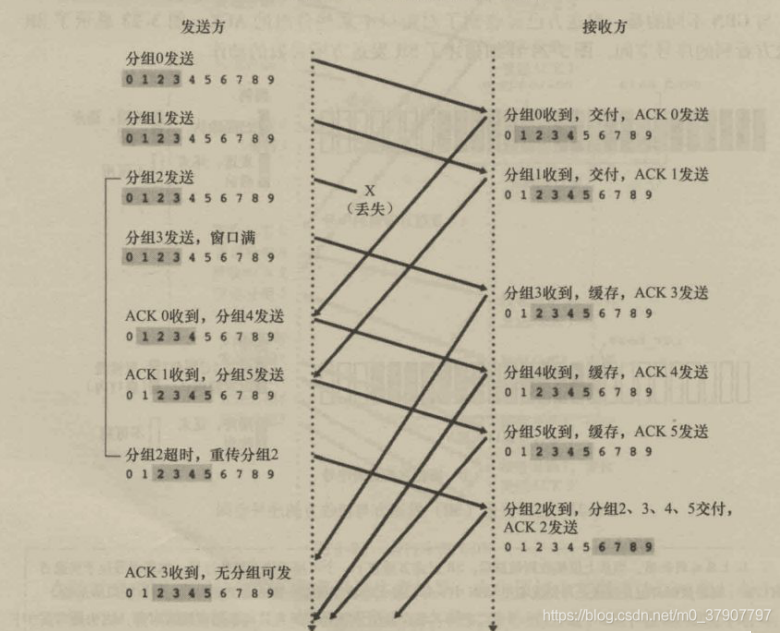 发送方
接收方
分组0发送
0 1 2 3 4 5 6 7 8 9
分组0收到，交付，ACK 0发送
0 1 2 3 4 5 6 7 8 9
分组1发送
0 1 2 3 4 5 6 7 8 9
分组1收到，交付，ACK 1发送
0 1 2 3 4 5 6 7 8 9
分组2发送
0 1 2 3 4 5 6 7 8 9
X
（丢失）
分组3发送，窗口满
0 1 2 3 4 5 6 7 8 9
分组3收到，缓存，ACK 3发送
0 1 2 3 4 5 6 7 8 9
ACK 0收到，分组4发送
0 1 2 3 4 5 6 7 8 9
分组4收到，缓存，ACK 4发送
0 1 2 3 4 5 6 7 8 9
ACK 1收到，分组5发送
0 1 2 3 4 5 6 7 8 9
分组5收到，缓存，ACK 5发送
0 1 2 3 4 5 6 7 8 9
分组2超时，重传分组2
0 1 2 3 4 5 6 7 8 9
分组2收到，分组2、3、4、5交付，
ACK 2发送
0 1 2 3 4 5 6 7 8 9
ACK 3收到，无分组可发
0 1 2 3 4 5 6 7 8 9
https://blog.csdn.net/m0_37907797